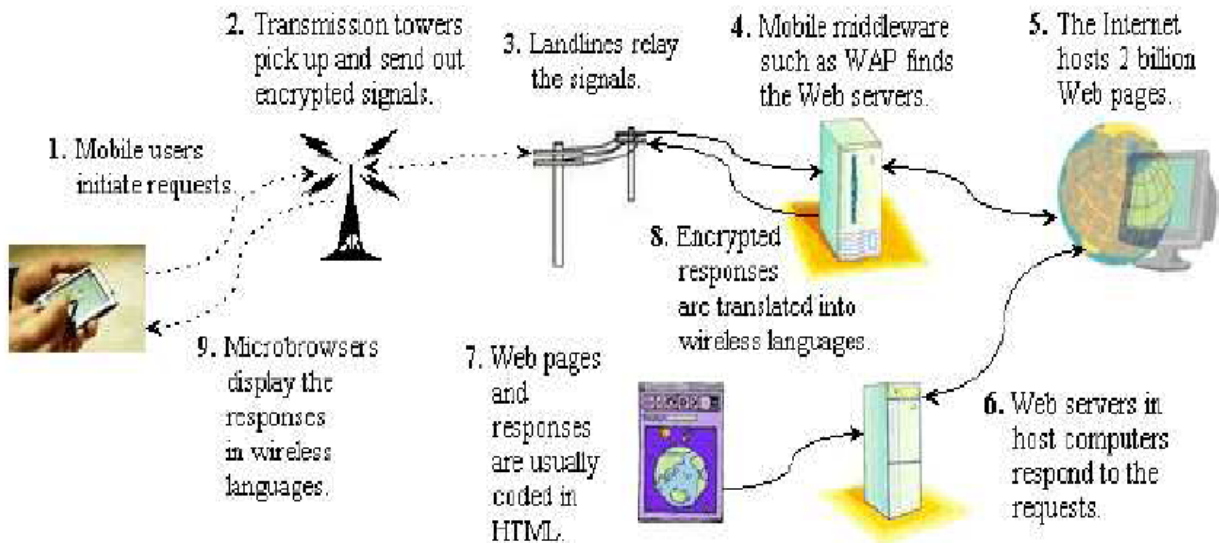 1. Mobile users
initiate requests.
2. Transmission towers
pick up and send out
encrypted signals.
3. Landlines relay
the signals.
4. Mobile middleware
such as WAP finds
the Web servers.
5. The Internet
hosts 2 billion
Web pages.
6. Web servers in
host computers
respond to the
requests.
7. Web pages
and
responses
are usually
coded in
HTML.
8. Encrypted
responses
are translated into
wireless languages.
9. Microbrowsers
display the
responses
in wireless
languages.